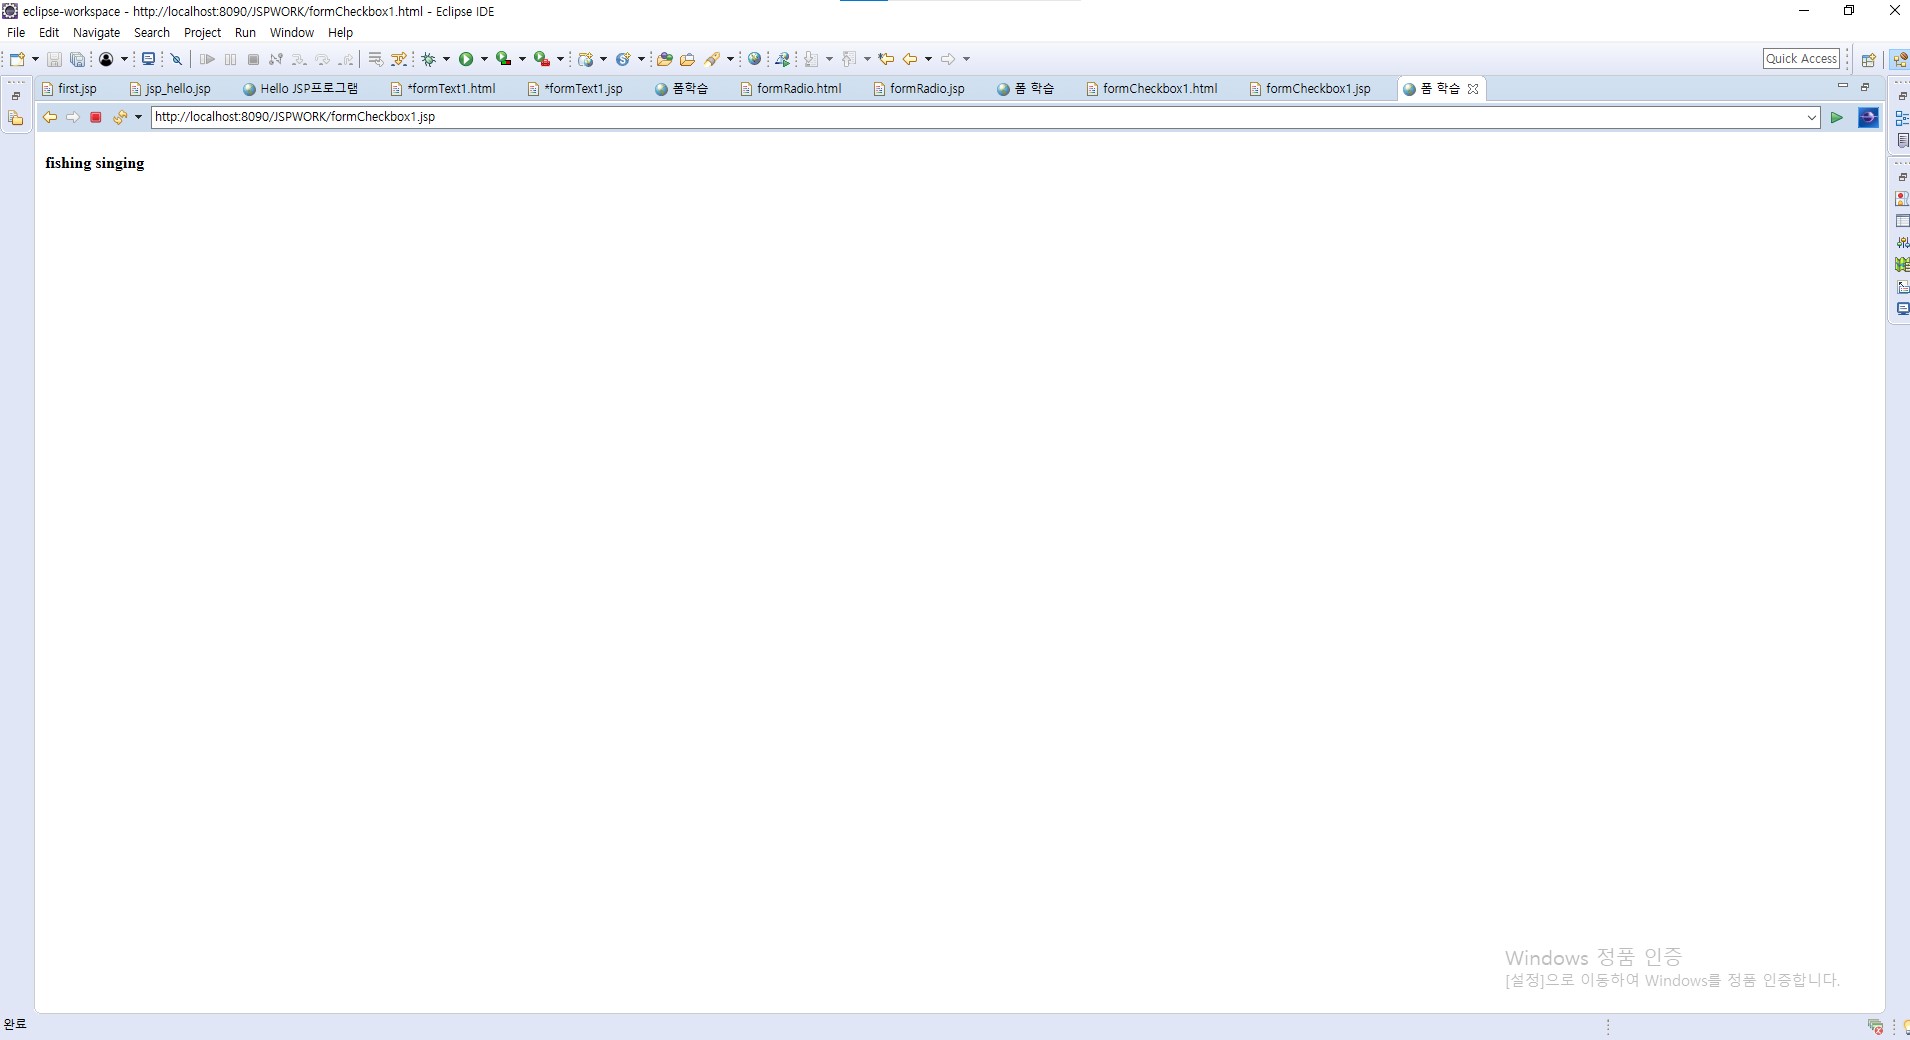 eclipse-workspace - http://localhost:8090/JSPWORK/formCheckbox1.html - Eclipse IDE
File Edit Navigate Search Project Run Window Help
Quick Access
first.jsp jsp_hello.jsp Hello JSP프로그램 *formText1.html *formText1.jsp 폼학습 formRadio.html formRadio.jsp 폼 학습 formCheckbox1.html formCheckbox1.jsp 폼 학습
http://localhost:8090/JSPWORK/formCheckbox1.jsp
fishing singing
Windows 정품 인증
[설정]으로 이동하여 Windows를 정품 인증합니다.
완료